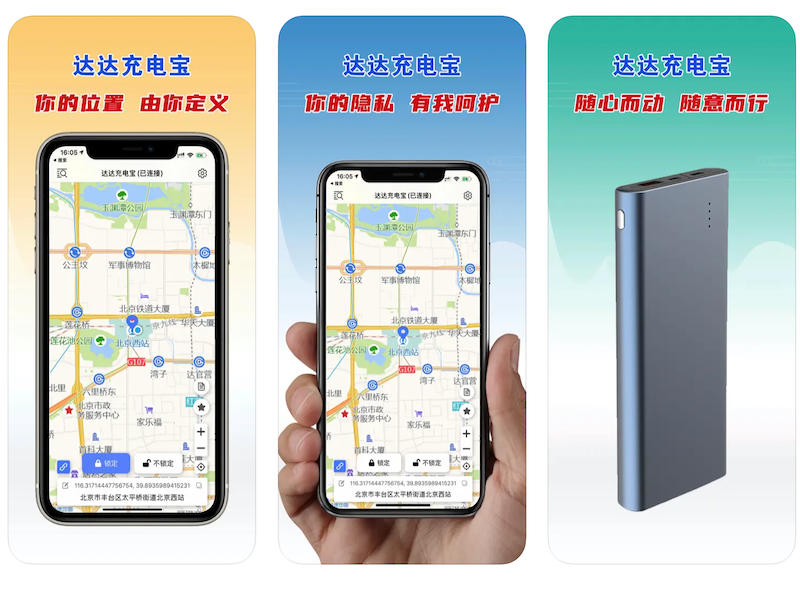 达达充电宝
你的位置 由你定义
16:05
搜索
达达充电宝 (已连接)
玉渊潭公园
玉渊潭东门
公主坟
军事博物馆
木樨地
北京铁道大厦
莲花桥
京九线
华天大厦
莲花池公园
北京西站
G107
湾子
达官营
北里
六里桥东
北京市政
务服务中心
家乐福
首科大厦
锁定
不锁定
116.31714447756754, 39.8935989415231
北京市丰台区太平桥街道北京西站
达达充电宝
你的隐私 有我呵护
16:05
搜索
达达充电宝 (已连接)
玉渊潭公园
玉渊潭东门
公主坟
军事博物馆
木樨地
北京铁道大厦
莲花桥
京九线
华天大厦
莲花池公园
北京西站
G107
湾子
达官营
北里
六里桥东
北京市政
务服务中心
家乐福
首科大厦
锁定
不锁定
116.31714447756754, 39.8935989415231
北京市丰台区太平桥街道北京西站
达达充电宝
随心而动 随意而行